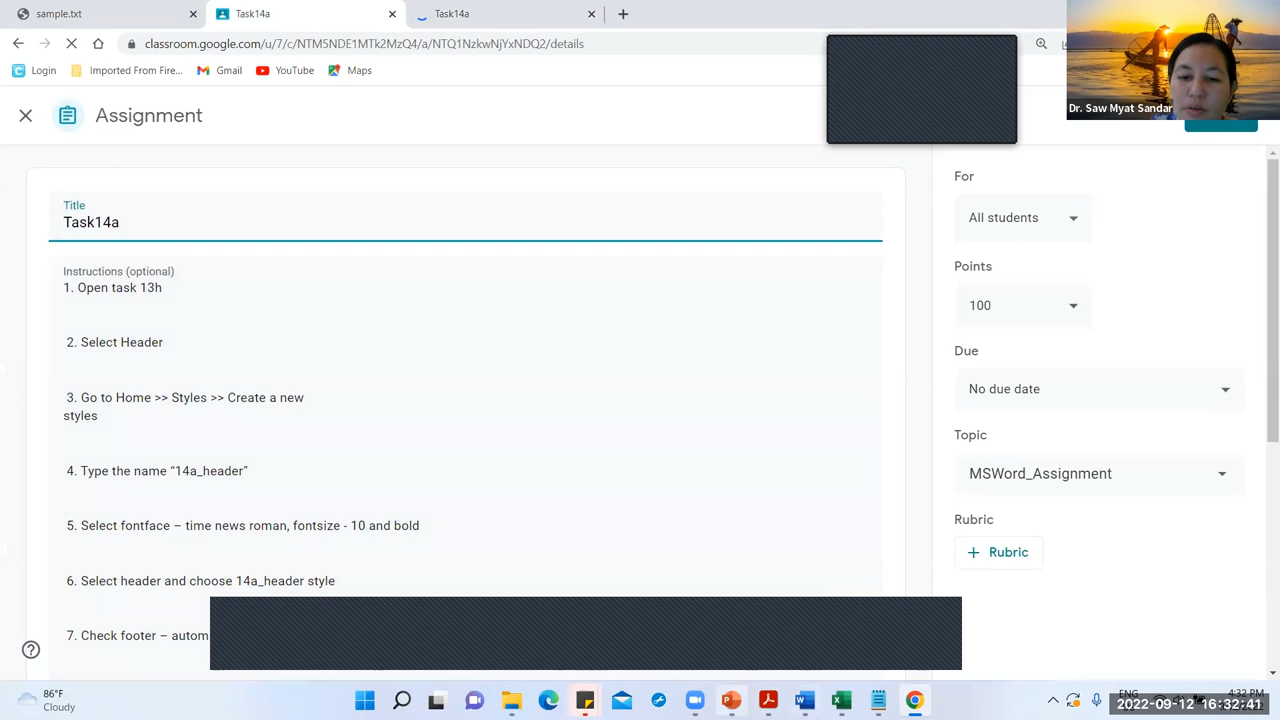 sample.txt
Task14a
Task14a
classroom.google.com/u/7/c/NTM5NDE1MTk2MzQ4/a/NTQ1NzkwNjYxNDQ2/details
Login
Imported From Fire...
Gmail
YouTube
Maps
Dr. Saw Myat Sandar
Assignment
Title
Task14a
Instructions (optional)
1. Open task 13h
2. Select Header
3. Go to Home >> Styles >> Create a new
styles
4. Type the name “14a_header”
5. Select fontface – time news roman, fontsize - 10 and bold
6. Select header and choose 14a_header style
7. Check footer – autom
For
All students
Points
100
Due
No due date
Topic
MSWord_Assignment
Rubric
+ Rubric
86°F
Cloudy
ENG
4:32 PM
2022-09-12 16:32:41